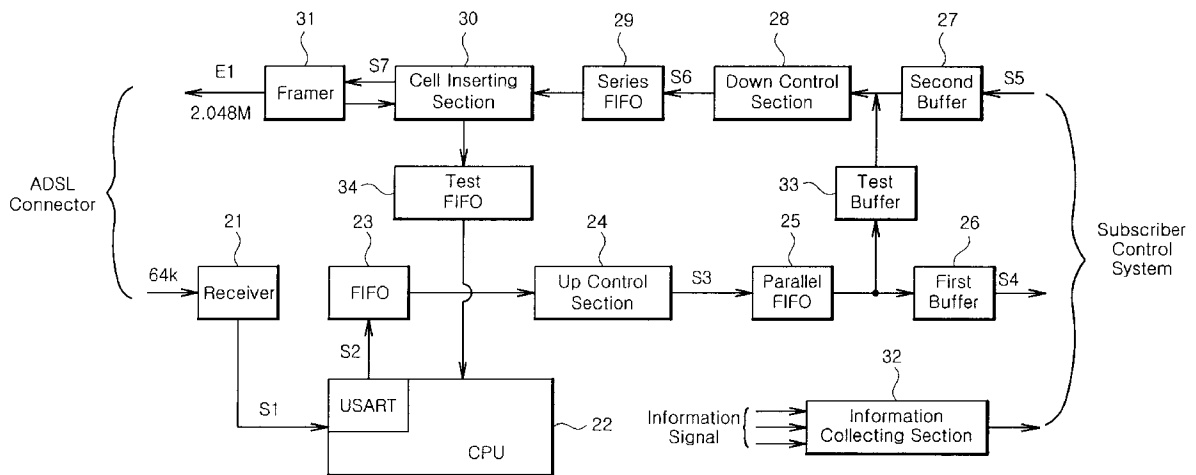 31
30
29
28
27
E1
S7
S6
S5
Framer
Cell Inserting
Section
Series
FIFO
Down Control
Section
Second
Buffer
2.048M
ADSL
Connector
34
Test
FIFO
33
Test
Buffer
Subscriber
Control
System
21
23
24
25
26
64k
Receiver
FIFO
Up Control
Section
S3
Parallel
FIFO
First
Buffer
S4
S2
S1
USART
CPU
22
32
Information
Signal
Information
Collecting Section